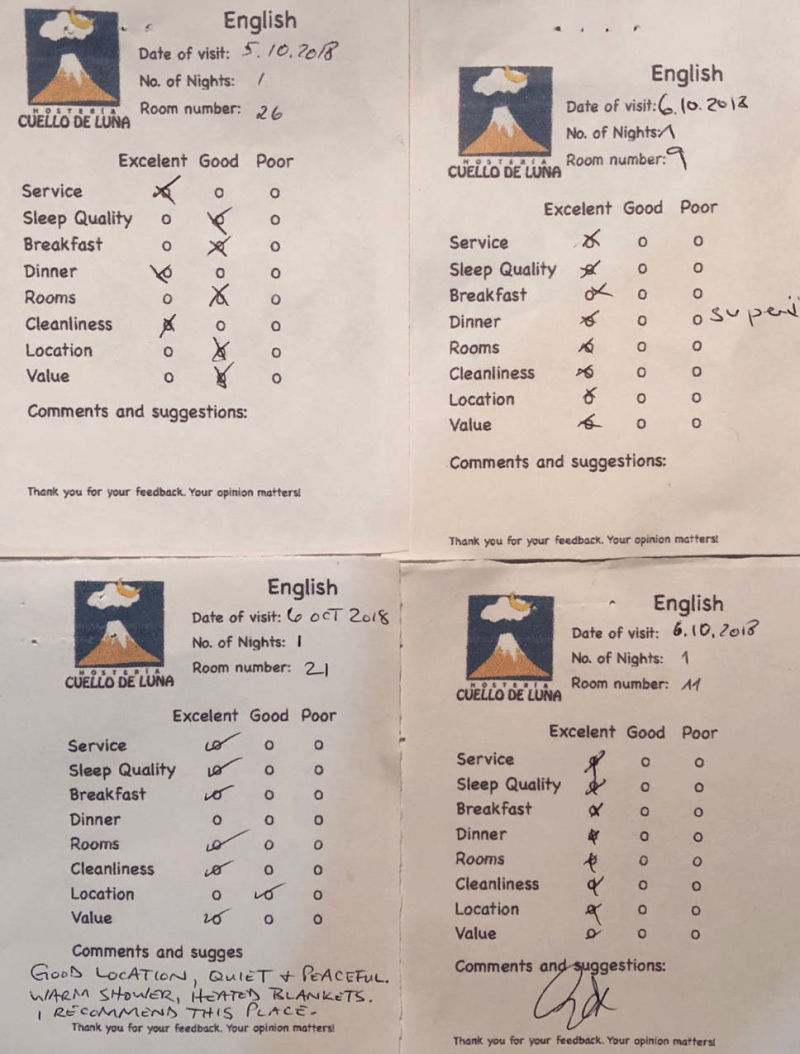 English
Date of visit: 5.10.2018
No. of Nights: 1
Room number: 26
HOSTERÍA
CUELLO DE LUNA
Excelent Good Poor
Service o o
Sleep Quality o o
Breakfast o o
Dinner o o
Rooms o o
Cleanliness o o
Location o o
Value o o
Comments and suggestions:
Thank you for your feedback. Your opinion matters!
English
Date of visit: 6.10.2018
No. of Nights: 1
Room number: 9
HOSTERÍA
CUELLO DE LUNA
Excelent Good Poor
Service o o
Sleep Quality o o
Breakfast o o
Dinner o o
Rooms o o
Cleanliness o o
Location o o
Value o o
Comments and suggestions:
Thank you for your feedback. Your opinion matters!
English
Date of visit: 6 OCT 2018
No. of Nights: 1
Room number: 21
HOSTERÍA
CUELLO DE LUNA
Excelent Good Poor
Service o o
Sleep Quality o o
Breakfast o o
Dinner o o o
Rooms o o
Cleanliness o o
Location o o
Value o o
Comments and sugges
GOOD LOCATION, QUIET + PEACEFUL.
WARM SHOWER, HEATED BLANKETS.
I RECOMMEND THIS PLACE.
Thank you for your feedback. Your opinion matters!
English
Date of visit: 6.10.2018
No. of Nights: 1
Room number: 11
HOSTERÍA
CUELLO DE LUNA
Excelent Good Poor
Service o o
Sleep Quality o o
Breakfast o o
Dinner o o
Rooms o o
Cleanliness o o
Location o o
Value o o
Comments and suggestions:
Thank you for your feedback. Your opinion matters!